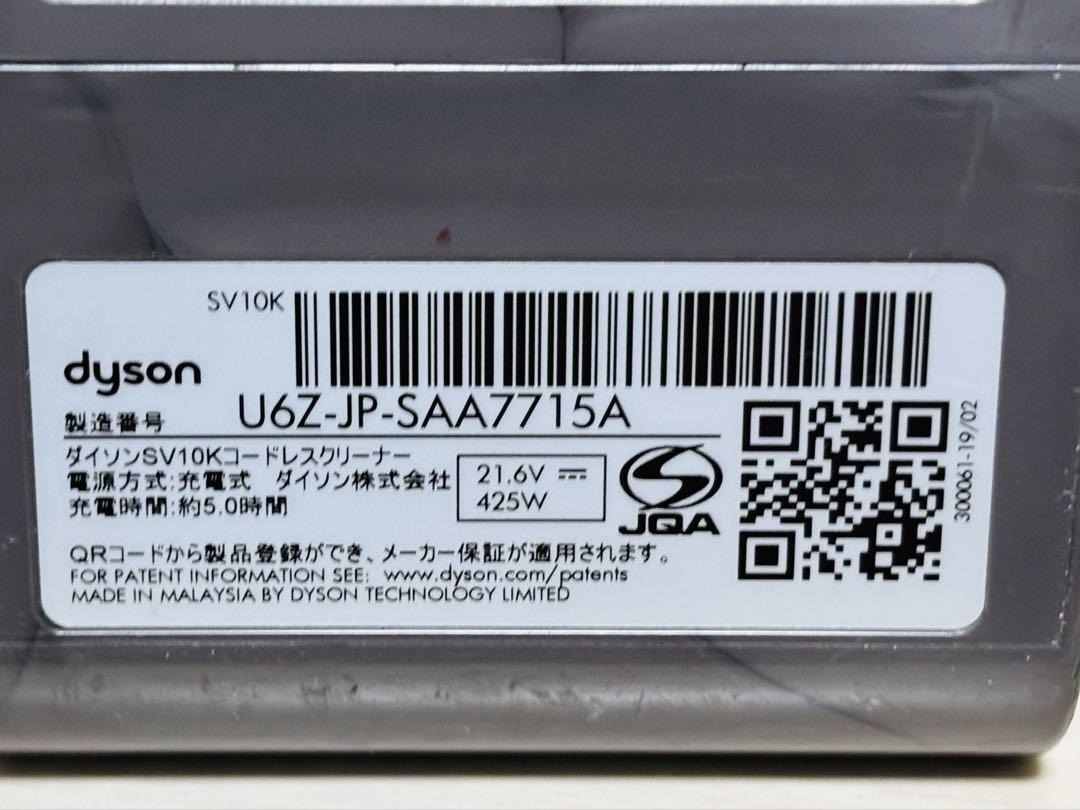 SV10K
dyson
製造番号 U6Z-JP-SAA7715A
ダイソンSV10Kコードレスクリーナー
電源方式:充電式 ダイソン株式会社
充電時間:約5.0時間
21.6V
425W
JQA
300061-19/02
QRコードから製品登録ができ、メーカー保証が適用されます。
FOR PATENT INFORMATION SEE: www.dyson.com/patents
MADE IN MALAYSIA BY DYSON TECHNOLOGY LIMITED